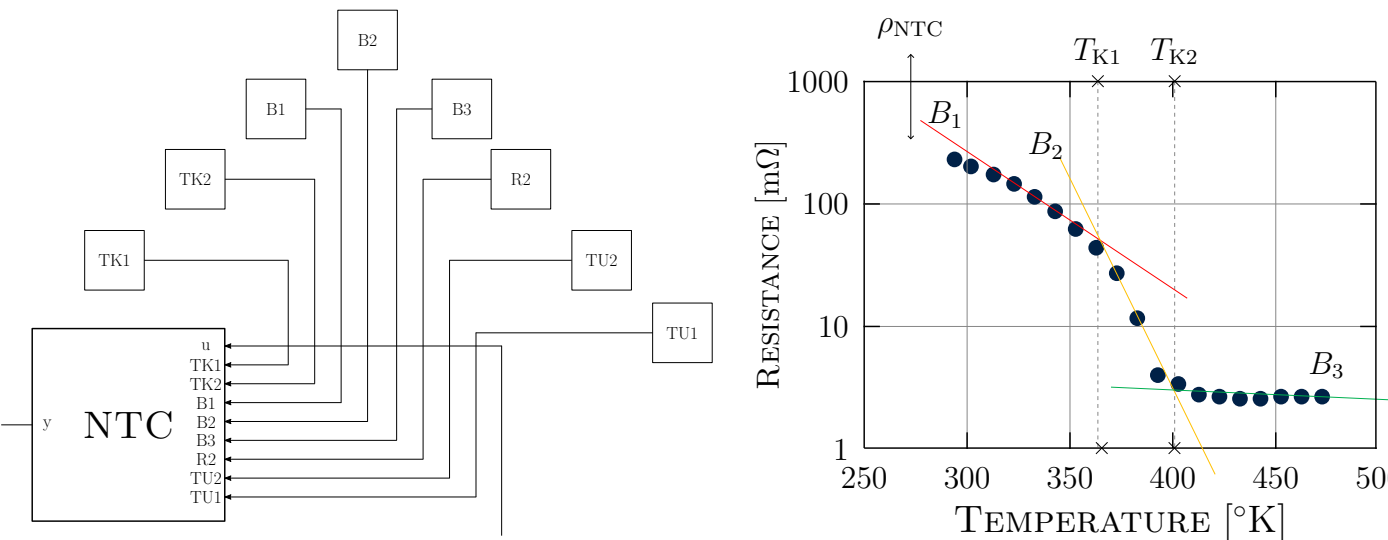 B2
B1
B3
TK2
R2
TK1
TU2
TU1
u
TK1
TK2
B1
B2
B3
R2
TU2
TU1
y
NTC
ρNTC
TK1
TK2
1000
100
10
1
B1
B2
B3
RESISTANCE [mΩ]
250
300
350
400
450
500
TEMPERATURE [°K]